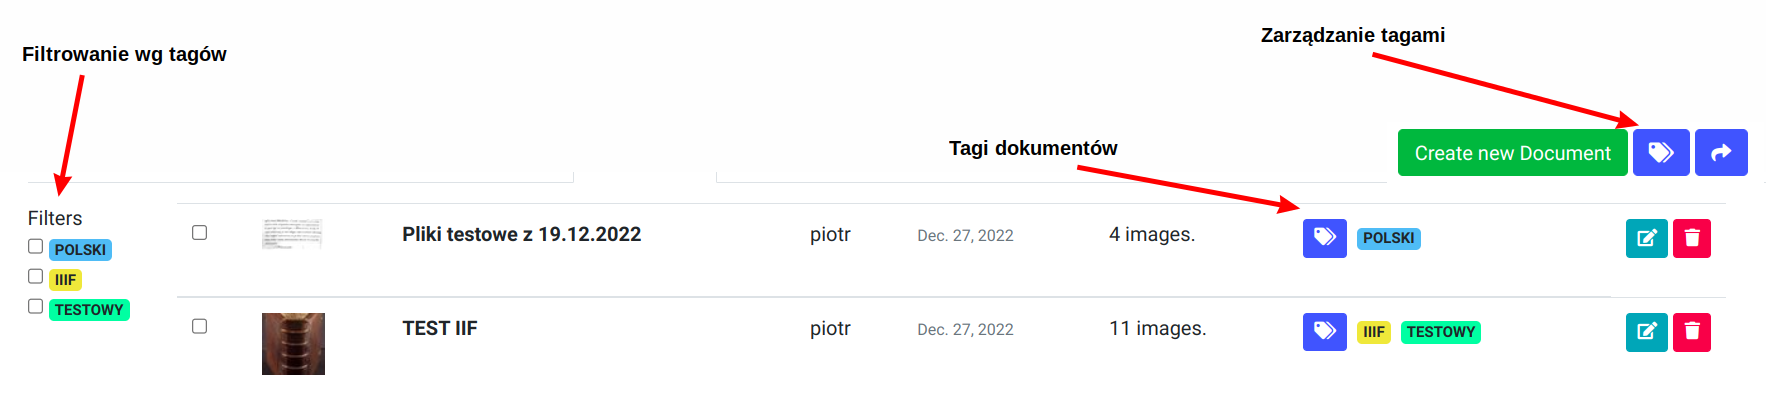 Zarządzanie tagami
Filtrowanie wg tagów
Tagi dokumentów
Create new Document
Filters
POLSKI
IIIF
TESTOWY
Pliki testowe z 19.12.2022 piotr Dec. 27, 2022 4 images. POLSKI
TEST IIF piotr Dec. 27, 2022 11 images. IIIF TESTOWY